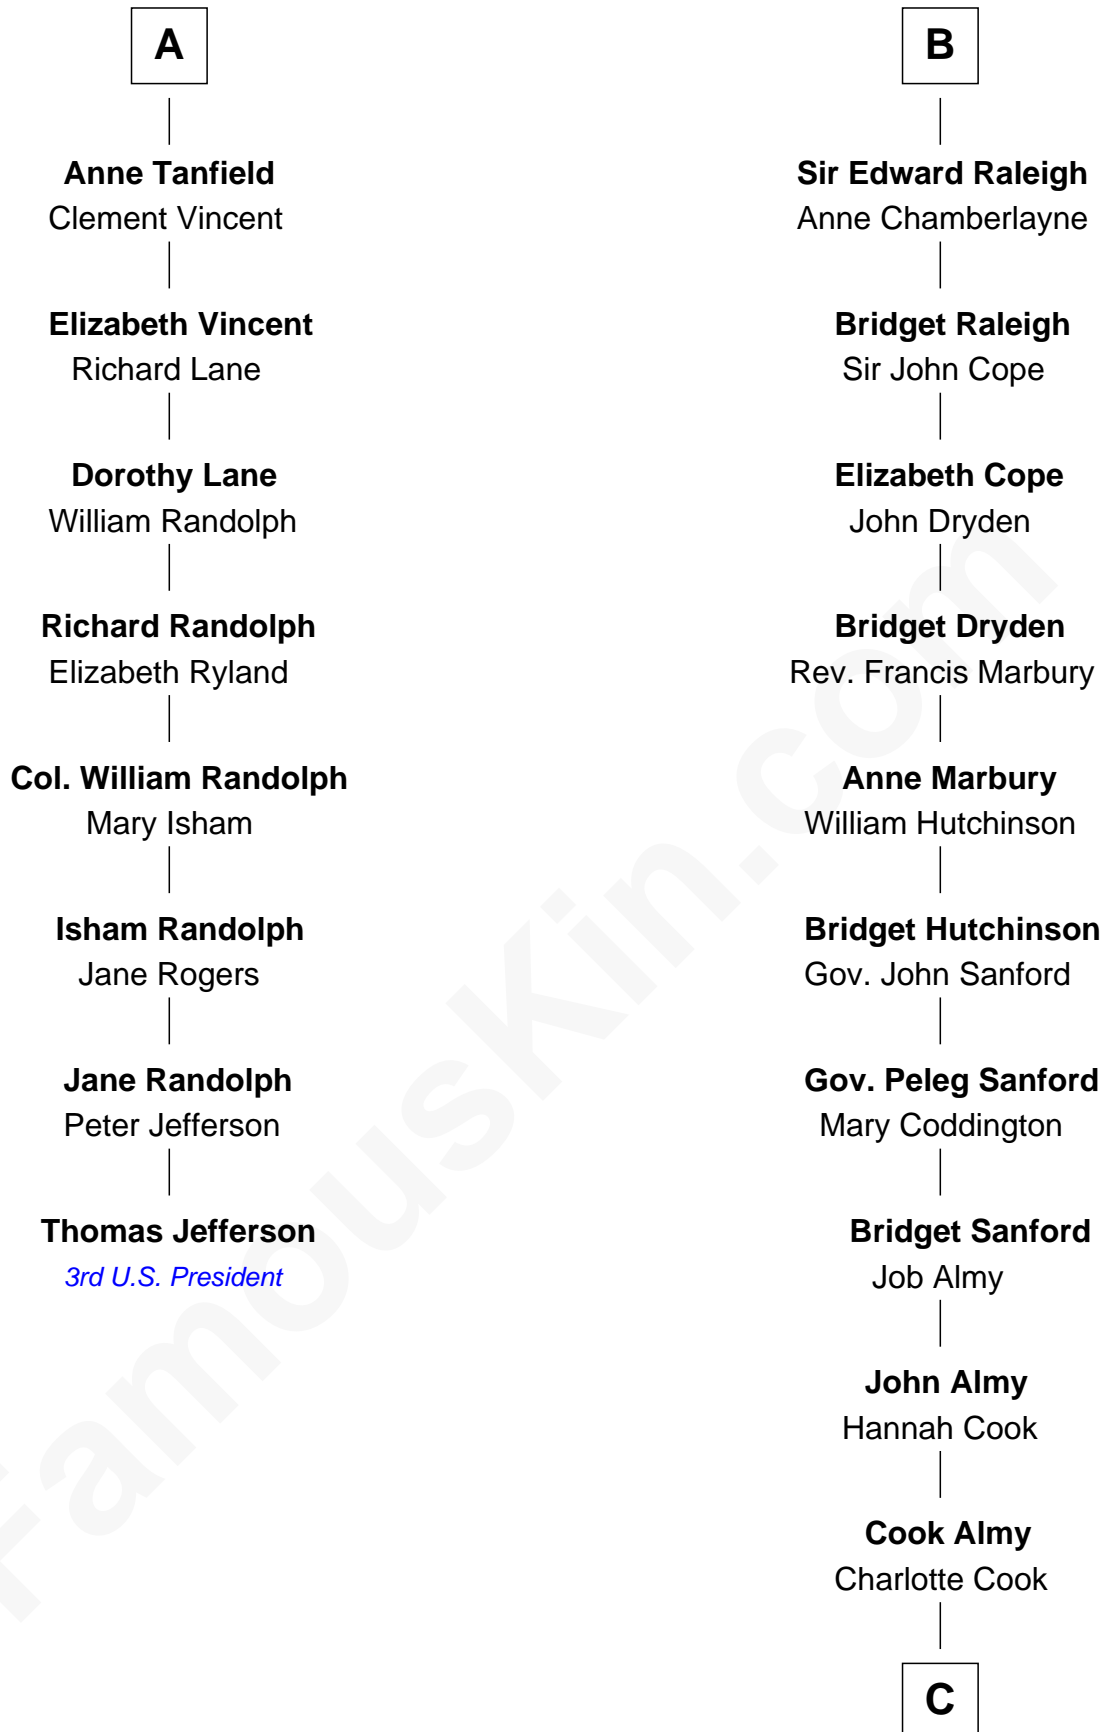 A
Anne Tanfield
Clement Vincent
Elizabeth Vincent
Richard Lane
Dorothy Lane
William Randolph
Richard Randolph
Elizabeth Ryland
Col. William Randolph
Mary Isham
Isham Randolph
Jane Rogers
Jane Randolph
Peter Jefferson
Thomas Jefferson
3rd U.S. President
B
Sir Edward Raleigh
Anne Chamberlayne
Bridget Raleigh
Sir John Cope
Elizabeth Cope
John Dryden
Bridget Dryden
Rev. Francis Marbury
Anne Marbury
William Hutchinson
Bridget Hutchinson
Gov. John Sanford
Gov. Peleg Sanford
Mary Coddington
Bridget Sanford
Job Almy
John Almy
Hannah Cook
Cook Almy
Charlotte Cook
C
FamousKin.com